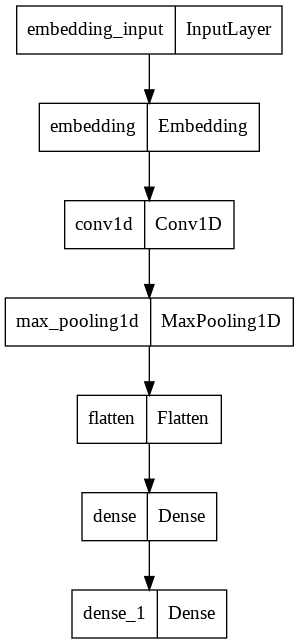 embedding_input InputLayer
embedding Embedding
conv1d Conv1D
max_pooling1d MaxPooling1D
flatten Flatten
dense Dense
dense_1 Dense